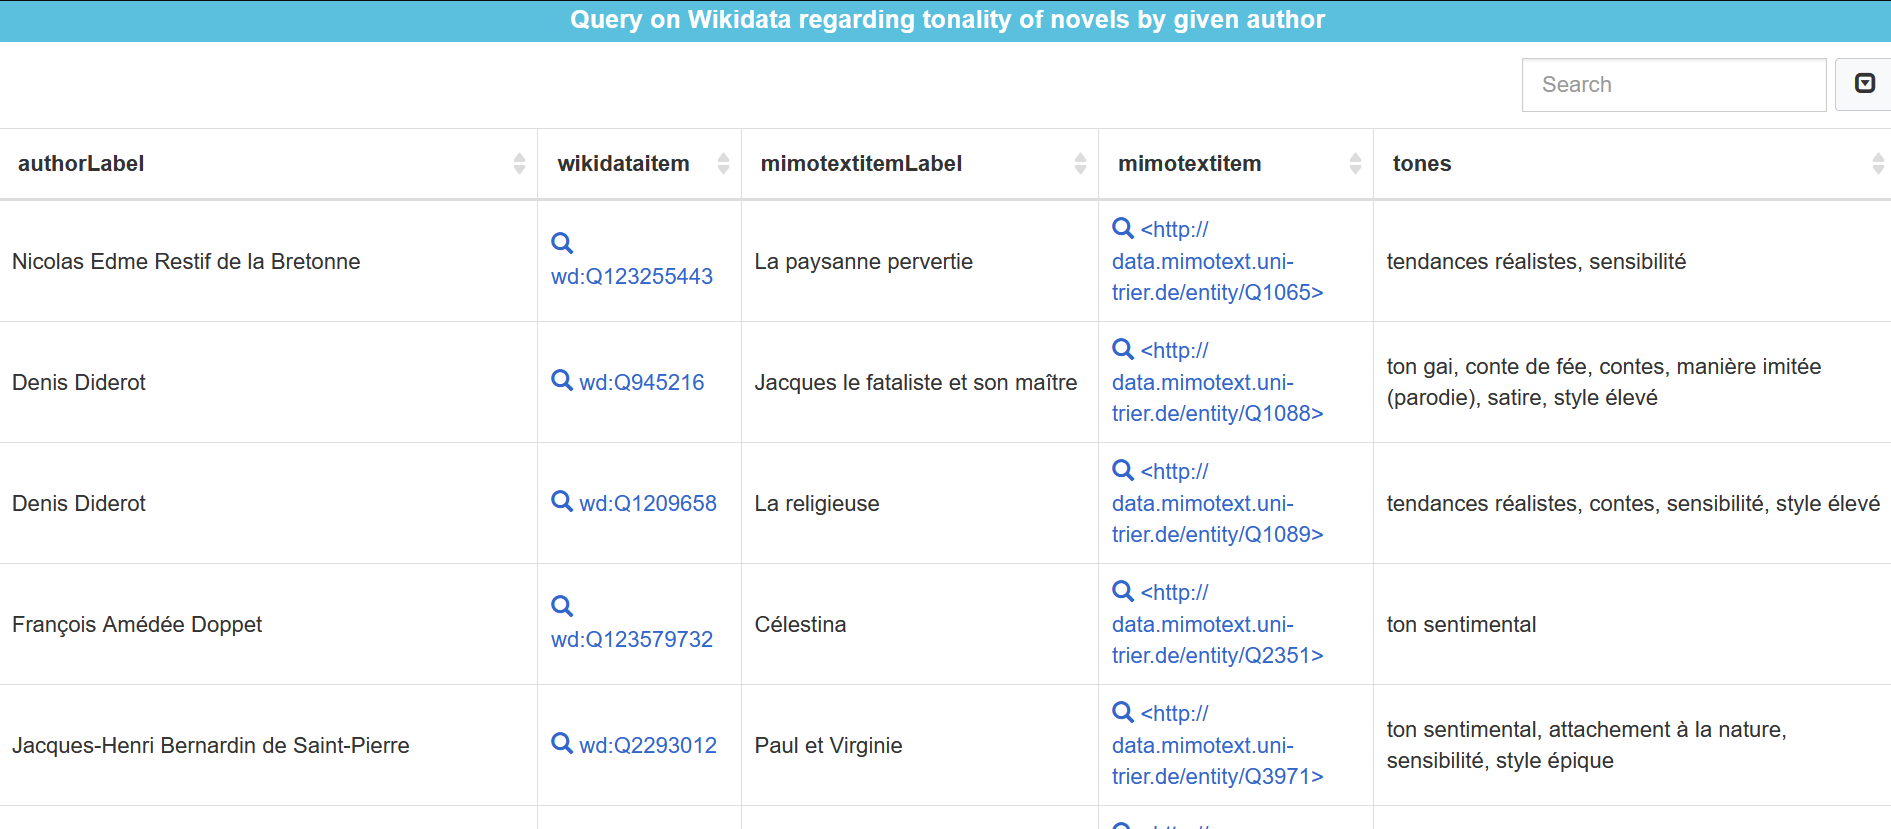 Query on Wikidata regarding tonality of novels by given author
Search
authorLabel wikidataitem mimotextitemLabel mimotextitem tones
Nicolas Edme Restif de la Bretonne
wd:Q123255443
La paysanne pervertie
<http://
data.mimotext.uni-
trier.de/entity/Q1065>
tendances réalistes, sensibilité
Denis Diderot
wd:Q945216
Jacques le fataliste et son maître
<http://
data.mimotext.uni-
trier.de/entity/Q1088>
ton gai, conte de fée, contes, manière imitée
(parodie), satire, style élevé
Denis Diderot
wd:Q1209658
La religieuse
<http://
data.mimotext.uni-
trier.de/entity/Q1089>
tendances réalistes, contes, sensibilité, style élevé
François Amédée Doppet
wd:Q123579732
Célestina
<http://
data.mimotext.uni-
trier.de/entity/Q2351>
ton sentimental
Jacques-Henri Bernardin de Saint-Pierre
wd:Q2293012
Paul et Virginie
<http://
data.mimotext.uni-
trier.de/entity/Q3971>
ton sentimental, attachement à la nature,
sensibilité, style épique